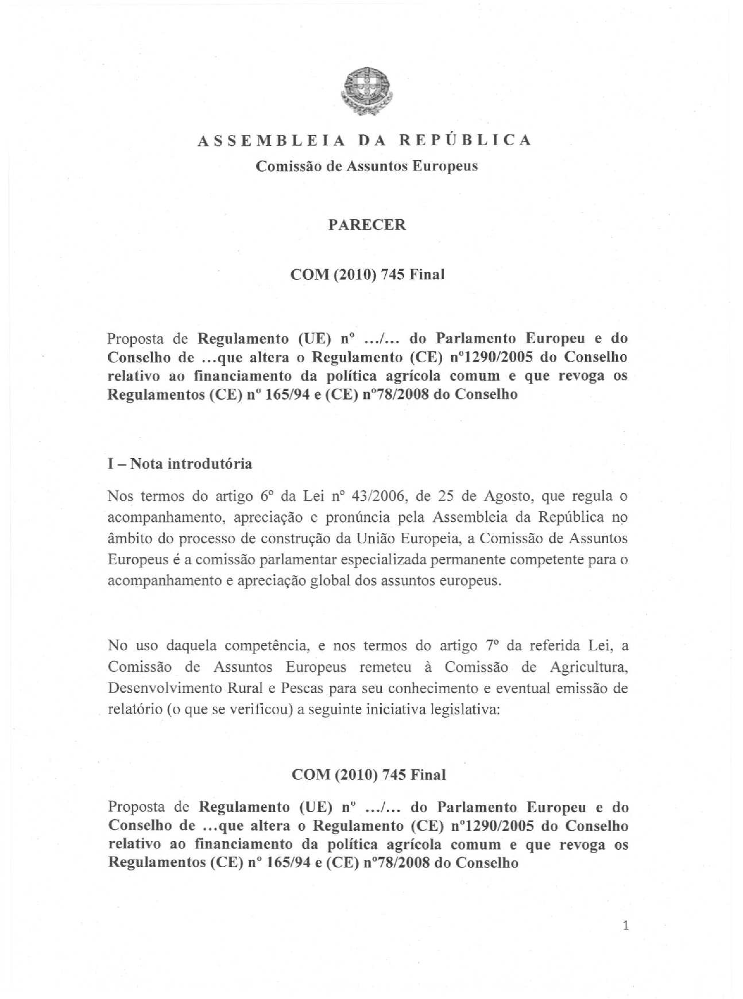 ASSEMBLEIA DA REPÚBLICA
Comissão de Assuntos Europeus
PARECER
COM (2010) 745 Final
Proposta de Regulamento (UE) nº .../... do Parlamento Europeu e do
Conselho de ...que altera o Regulamento (CE) nº1290/2005 do Conselho
relativo ao financiamento da política agrícola comum e que revoga os
Regulamentos (CE) nº 165/94 e (CE) nº78/2008 do Conselho
I – Nota introdutória
Nos termos do artigo 6º da Lei nº 43/2006, de 25 de Agosto, que regula o
acompanhamento, apreciação e pronúncia pela Assembleia da República no
âmbito do processo de construção da União Europeia, a Comissão de Assuntos
Europeus é a comissão parlamentar especializada permanente competente para o
acompanhamento e apreciação global dos assuntos europeus.
No uso daquela competência, e nos termos do artigo 7º da referida Lei, a
Comissão de Assuntos Europeus remeteu à Comissão de Agricultura,
Desenvolvimento Rural e Pescas para seu conhecimento e eventual emissão de
relatório (o que se verificou) a seguinte iniciativa legislativa:
COM (2010) 745 Final
Proposta de Regulamento (UE) nº .../... do Parlamento Europeu e do
Conselho de ...que altera o Regulamento (CE) nº1290/2005 do Conselho
relativo ao financiamento da política agrícola comum e que revoga os
Regulamentos (CE) nº 165/94 e (CE) nº78/2008 do Conselho
1